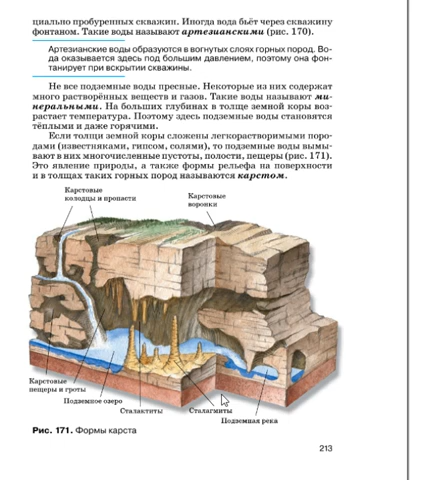 циально пробуренных скважин. Иногда вода бьёт через скважину
фонтаном. Такие воды называют артезианскими (рис. 170).
Артезианские воды образуются в вогнутых слоях горных пород. Во-
да оказывается здесь под большим давлением, поэтому она фон-
танирует при вскрытии скважины.
Не все подземные воды пресные. Некоторые из них содержат
много растворённых веществ и газов. Такие воды называют ми-
неральными. На больших глубинах в толще земной коры воз-
растает температура. Поэтому здесь подземные воды становятся
тёплыми и даже горячими.
Если толщи земной коры сложены легкорастворимыми поро-
дами (известняками, гипсом, солями), то подземные воды вымы-
вают в них многочисленные пустоты, полости, пещеры (рис. 171).
Это явление природы, а также формы рельефа на поверхности
и в толщах таких горных пород называются карстом.
Карстовые
колодцы и пропасти
Карстовые
воронки
Карстовые
пещеры и гроты
Подземное озеро
Сталактиты
Сталагмиты
Подземная река
Рис. 171. Формы карста
213